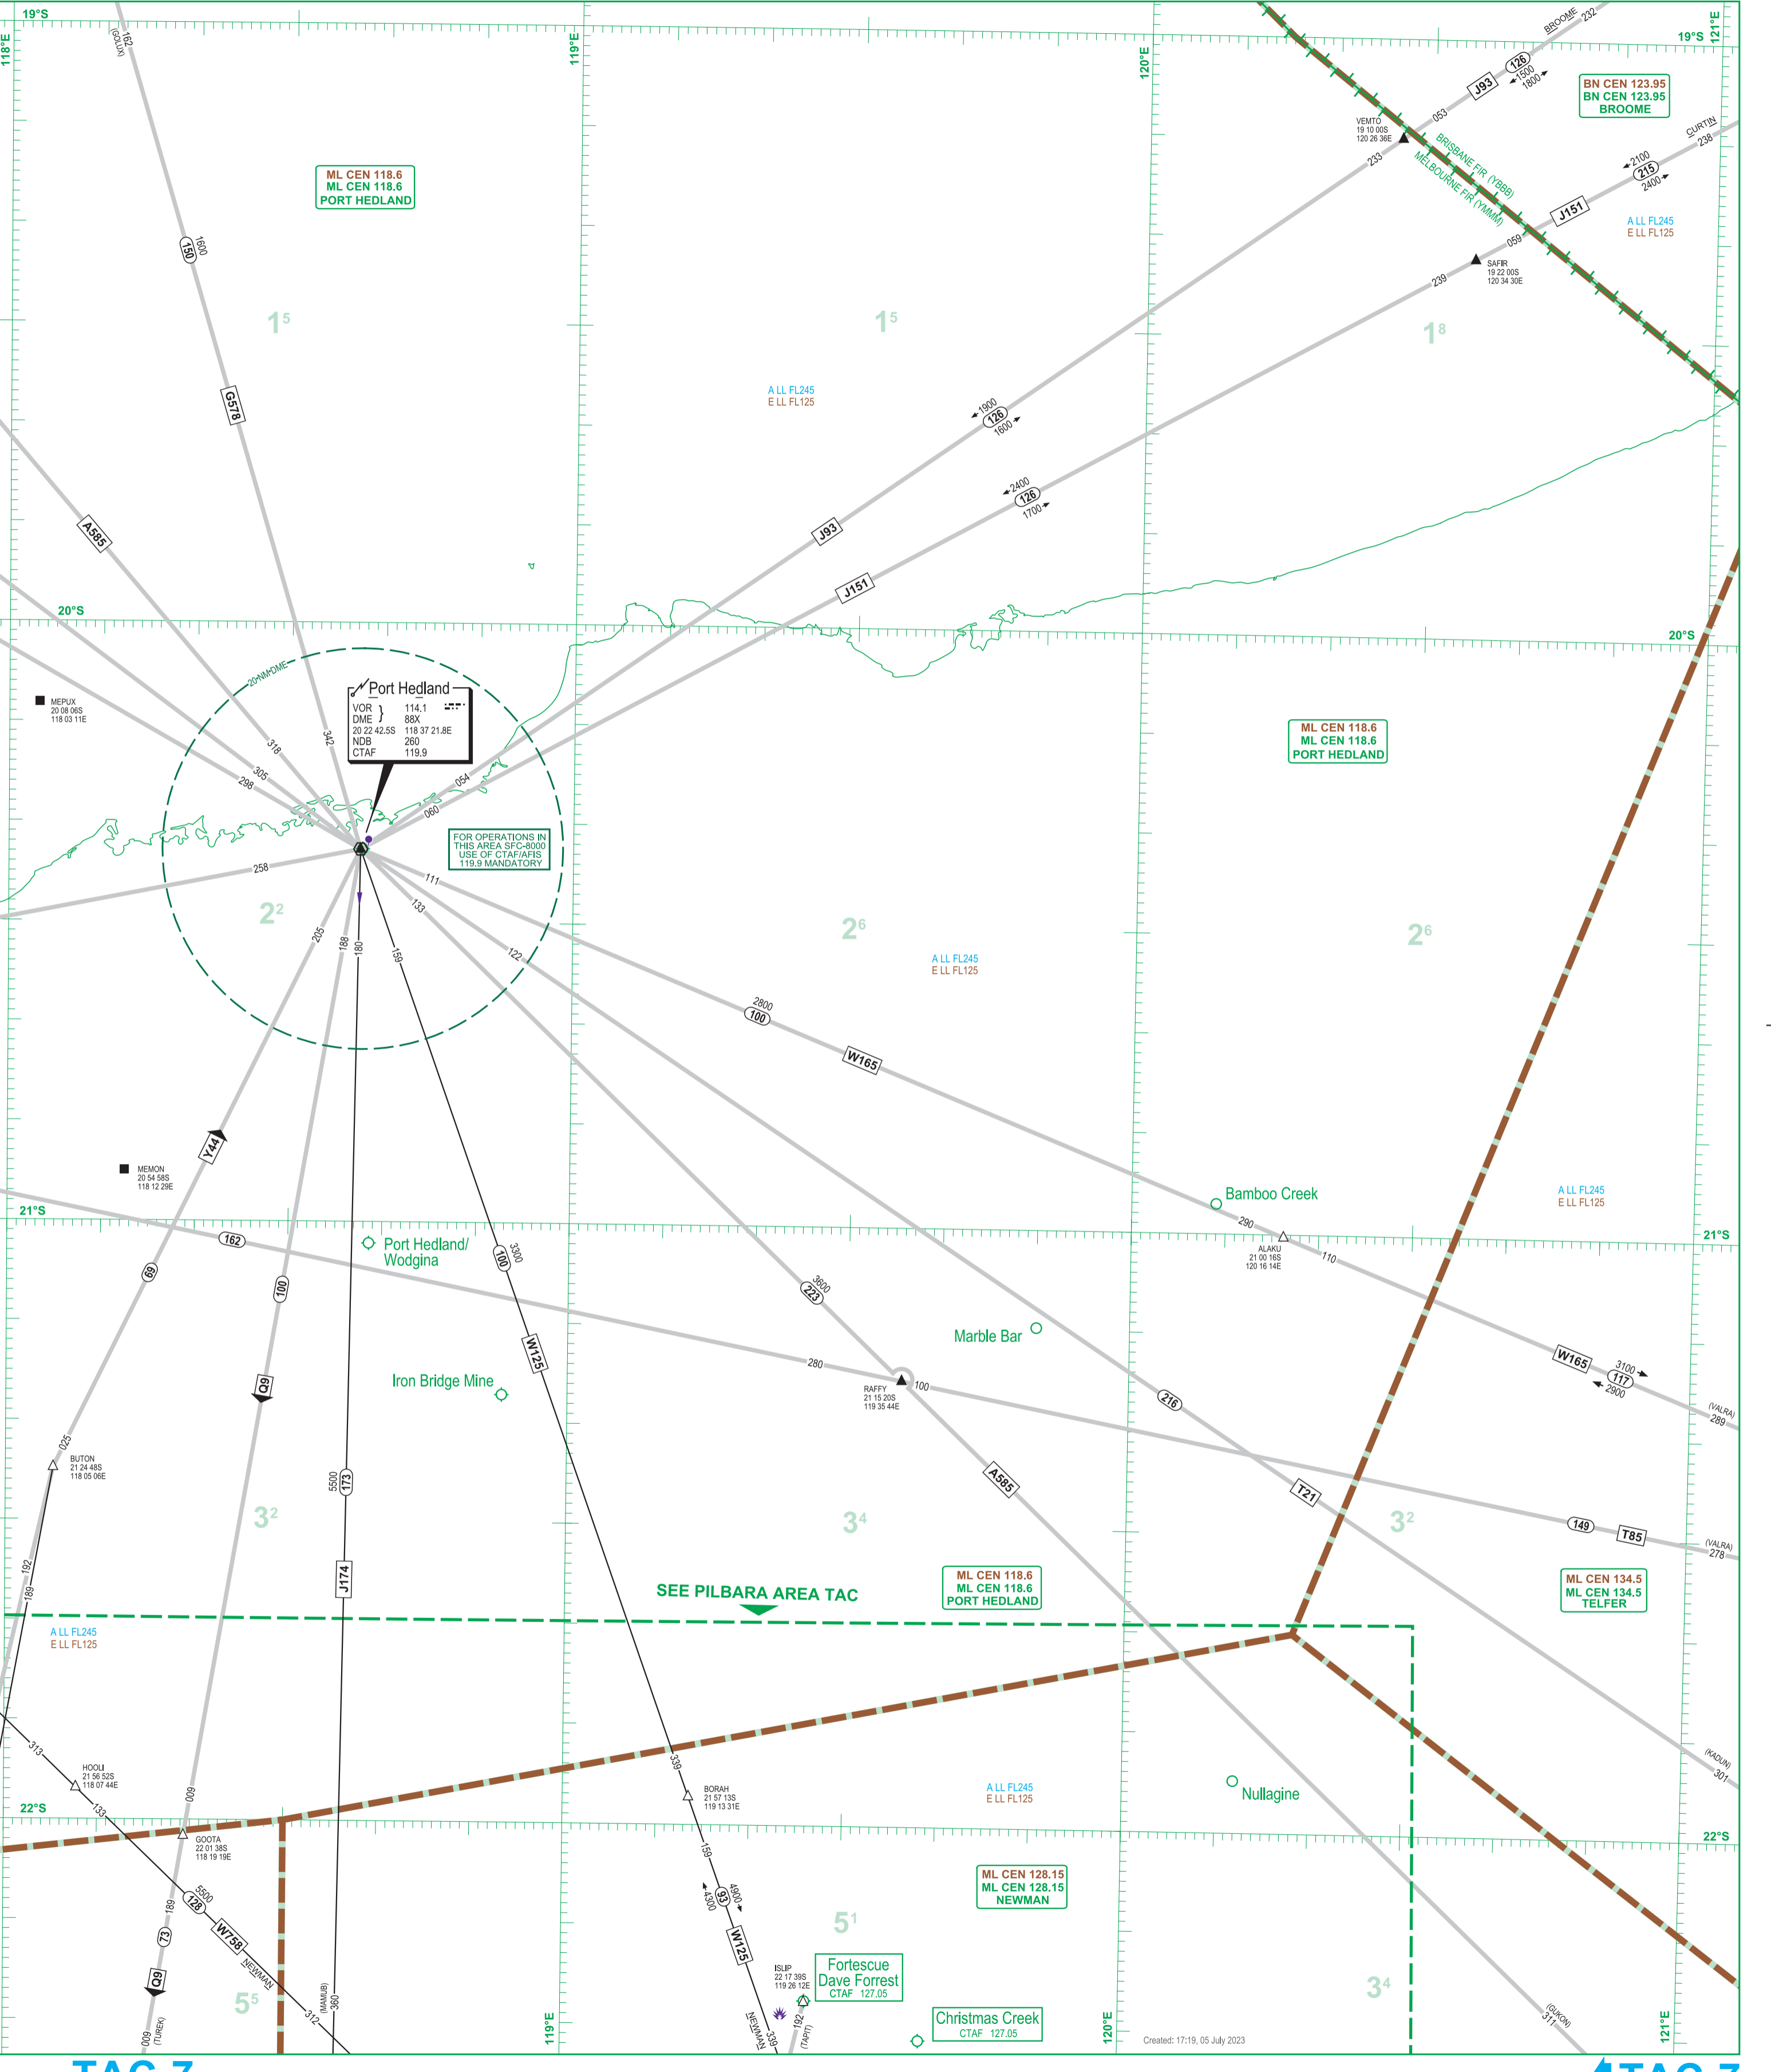 19°S
118°E
162
(GOLUX)
119°E
120°E
BROOME 232
126
1500
1800
J93
053
VEMTO
19 10 00S
120 26 36E
233
121°E
19°S
BN CEN 123.95
BN CEN 123.95
BROOME
CURTIN
238
2100
215
2400
J151
059
BRISBANE FIR (YBBB)
MELBOURNE FIR (YMMM)
A LL FL245
E LL FL125
SAFIR
19 22 00S
120 34 30E
239
ML CEN 118.6
ML CEN 118.6
PORT HEDLAND
150
1600
15
15
18
G578
A LL FL245
E LL FL125
1900
126
1600
2400
126
1700
J93
J151
A585
20°S
20°S
20 NM DME
MEPUX
20 08 06S
118 03 11E
Port Hedland
VOR } 114.1
DME 88X
20 22 42.5S 118 37 21.8E
NDB 260
CTAF 119.9
342
318
305
298
054
060
ML CEN 118.6
ML CEN 118.6
PORT HEDLAND
FOR OPERATIONS IN
THIS AREA SFC-8000
USE OF CTAF/AFIS
119.9 MANDATORY
258
111
133
122
205
188
180
159
22
26
26
A LL FL245
E LL FL125
2800
100
W165
Y44
MEMON
20 54 58S
118 12 29E
Bamboo Creek
A LL FL245
E LL FL125
21°S
21°S
162
Port Hedland/
Wodgina
100
3300
290
ALAKU
21 00 16S
120 16 14E
110
69
100
3600
223
Marble Bar
W125
Q9
Iron Bridge Mine
280
RAFFY
21 15 20S
119 35 44E
100
W165
3100
117
2900
(VALRA)
289
216
025
BUTON
21 24 48S
118 05 06E
5500
173
A585
T21
32
34
32
149
T85
(VALRA)
278
192
189
J174
ML CEN 118.6
ML CEN 118.6
PORT HEDLAND
ML CEN 134.5
ML CEN 134.5
TELFER
SEE PILBARA AREA TAC
A LL FL245
E LL FL125
313
HOOLI
21 56 52S
118 07 44E
133
009
339
BORAH
21 57 13S
119 13 31E
A LL FL245
E LL FL125
Nullagine
(KADUN)
301
22°S
22°S
GOOTA
22 01 38S
118 19 19E
159
5500
128
189
73
W758
NEWMAN
312
4300
93
4900
W125
ML CEN 128.15
ML CEN 128.15
NEWMAN
51
Q9
55
009
(TUREK)
(MAMUB)
360
ISLIP
22 17 39S
119 26 12E
Fortescue
Dave Forrest
CTAF 127.05
34
119°E
NEWMAN
339
192
(TAPIT)
Christmas Creek
CTAF 127.05
120°E
Created: 17:19, 05 July 2023
(GUKON)
311
121°E
TAC 7
TAC 7